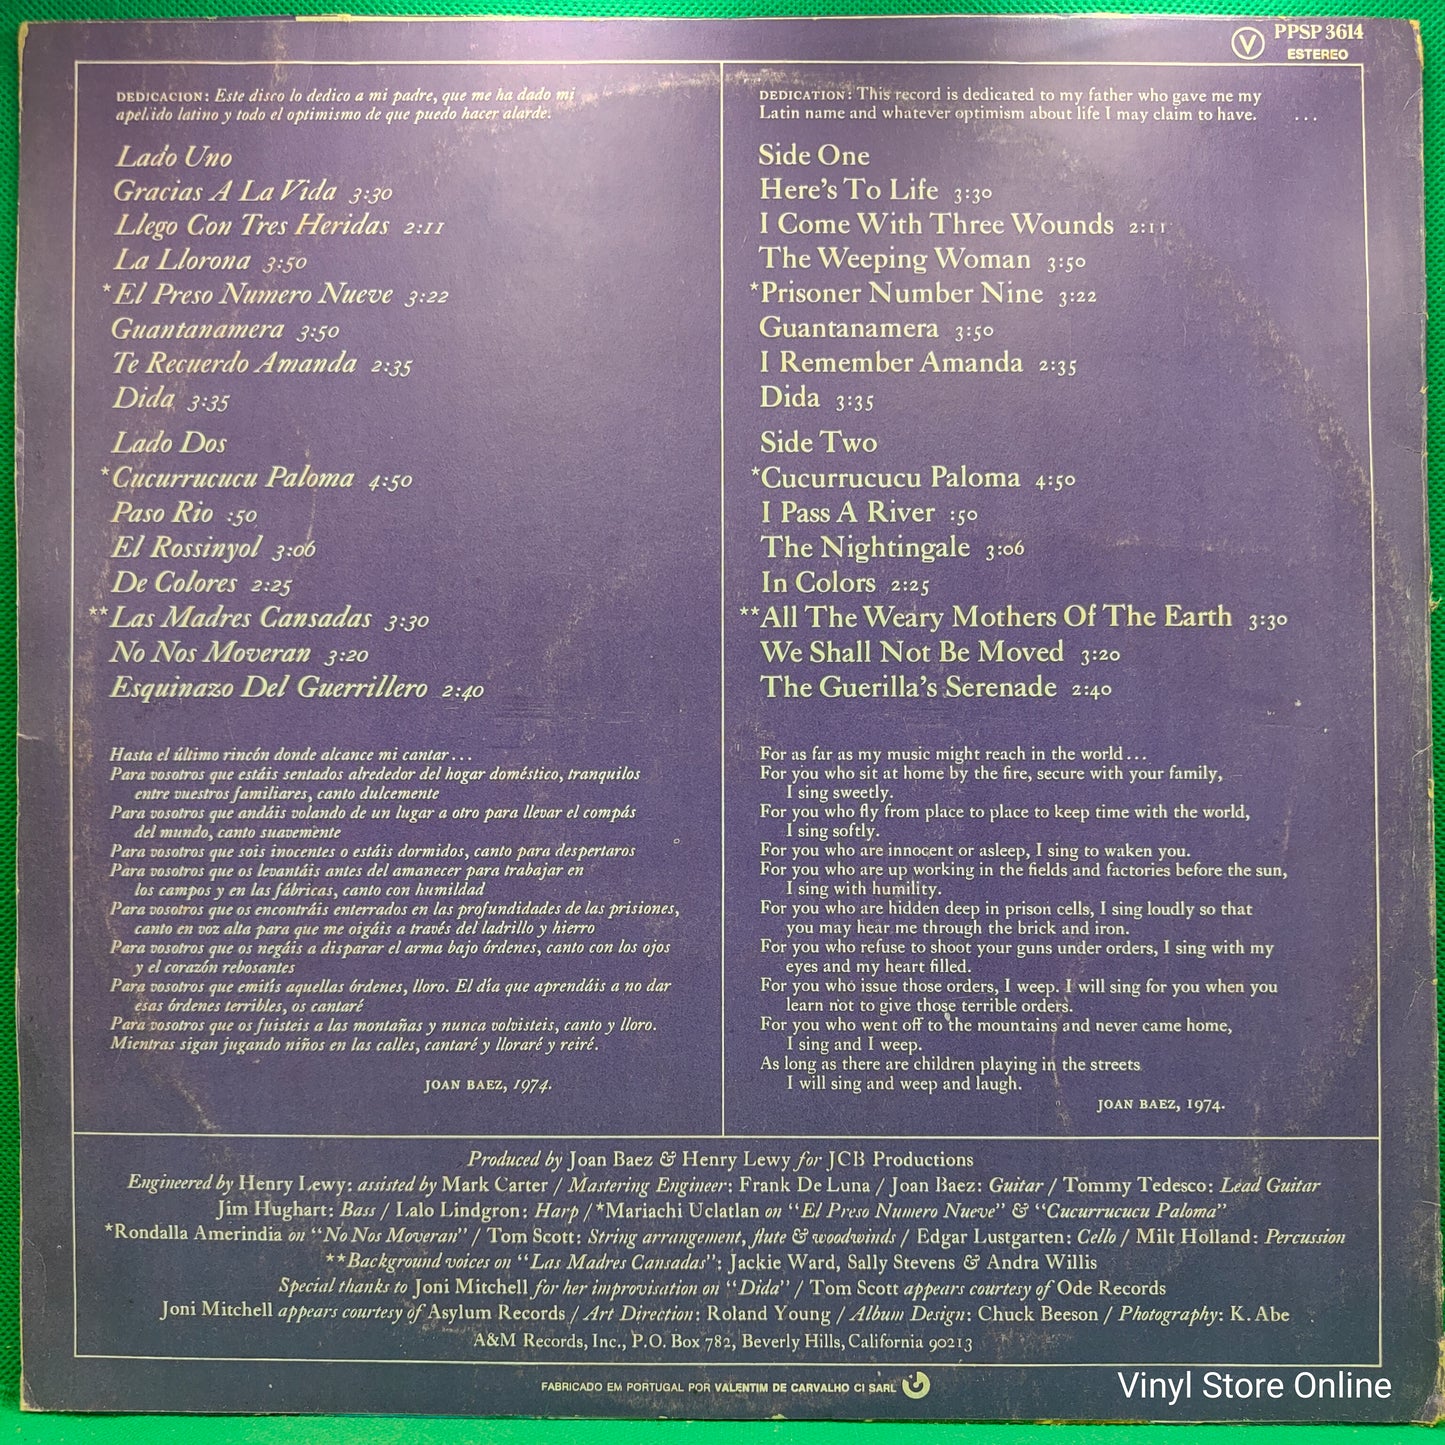 V PPSP 3614
ESTEREO
DEDICACION: Este disco lo dedico a mi padre, que me ha dado mi
apellido latino y todo el optimismo de que puedo hacer alarde.
Lado Uno
Gracias A La Vida 3:30
Llego Con Tres Heridas 2:11
La Llorona 3:50
*El Preso Numero Nueve 3:22
Guantanamera 3:50
Te Recuerdo Amanda 2:35
Dida 3:35
Lado Dos
*Cucurrucucu Paloma 4:50
Paso Rio :50
El Rossinyol 3:06
De Colores 2:25
**Las Madres Cansadas 3:30
No Nos Moveran 3:20
Esquinazo Del Guerrillero 2:40
Hasta el último rincón donde alcance mi cantar...
Para vosotros que estáis sentados alrededor del hogar doméstico, tranquilos
entre vuestros familiares, canto dulcemente
Para vosotros que andáis volando de un lugar a otro para llevar el compás
del mundo, canto suavemente
Para vosotros que sois inocentes o estáis dormidos, canto para despertaros
Para vosotros que os levantáis antes del amanecer para trabajar en
los campos y en las fábricas, canto con humildad
Para vosotros que os encontráis enterrados en las profundidades de las prisiones,
canto en voz alta para que me oigáis a través del ladrillo y hierro
Para vosotros que os negáis a disparar el arma bajo órdenes, canto con los ojos
y el corazón rebosantes
Para vosotros que emitís aquellas órdenes, lloro. El día que aprendáis a no dar
esas órdenes terribles, os cantaré
Para vosotros que os fuisteis a las montañas y nunca volvisteis, canto y lloro.
Mientras sigan jugando niños en las calles, cantaré y lloraré y reiré.
JOAN BAEZ, 1974.
DEDICATION: This record is dedicated to my father who gave me my
Latin name and whatever optimism about life I may claim to have. ...
Side One
Here's To Life 3:30
I Come With Three Wounds 2:11
The Weeping Woman 3:50
*Prisoner Number Nine 3:22
Guantanamera 3:50
I Remember Amanda 2:35
Dida 3:35
Side Two
*Cucurrucucu Paloma 4:50
I Pass A River :50
The Nightingale 3:06
In Colors 2:25
**All The Weary Mothers Of The Earth 3:30
We Shall Not Be Moved 3:20
The Guerilla's Serenade 2:40
For as far as my music might reach in the world...
For you who sit at home by the fire, secure with your family,
I sing sweetly.
For you who fly from place to place to keep time with the world,
I sing softly.
For you who are innocent or asleep, I sing to waken you.
For you who are up working in the fields and factories before the sun,
I sing with humility.
For you who are hidden deep in prison cells, I sing loudly so that
you may hear me through the brick and iron.
For you who refuse to shoot your guns under orders, I sing with my
eyes and my heart filled.
For you who issue those orders, I weep. I will sing for you when you
learn not to give those terrible orders.
For you who went off to the mountains and never came home,
I sing and I weep.
As long as there are children playing in the streets
I will sing and weep and laugh.
JOAN BAEZ, 1974.
Produced by Joan Baez & Henry Lewy for JCB Productions
Engineered by Henry Lewy: assisted by Mark Carter / Mastering Engineer: Frank De Luna / Joan Baez: Guitar / Tommy Tedesco: Lead Guitar
Jim Hughart: Bass / Lalo Lindgron: Harp / *Mariachi Uclatlan on "El Preso Numero Nueve" & "Cucurrucucu Paloma"
*Rondalla Amerindia on "No Nos Moveran" / Tom Scott: String arrangement, flute & woodwinds / Edgar Lustgarten: Cello / Milt Holland: Percussion
**Background voices on "Las Madres Cansadas": Jackie Ward, Sally Stevens & Andra Willis
Special thanks to Joni Mitchell for her improvisation on "Dida" / Tom Scott appears courtesy of Ode Records
Joni Mitchell appears courtesy of Asylum Records / Art Direction: Roland Young / Album Design: Chuck Beeson / Photography: K. Abe
A&M Records, Inc., P.O. Box 782, Beverly Hills, California 90213
FABRICADO EM PORTUGAL POR VALENTIM DE CARVALHO CI SARL
Vinyl Store Online